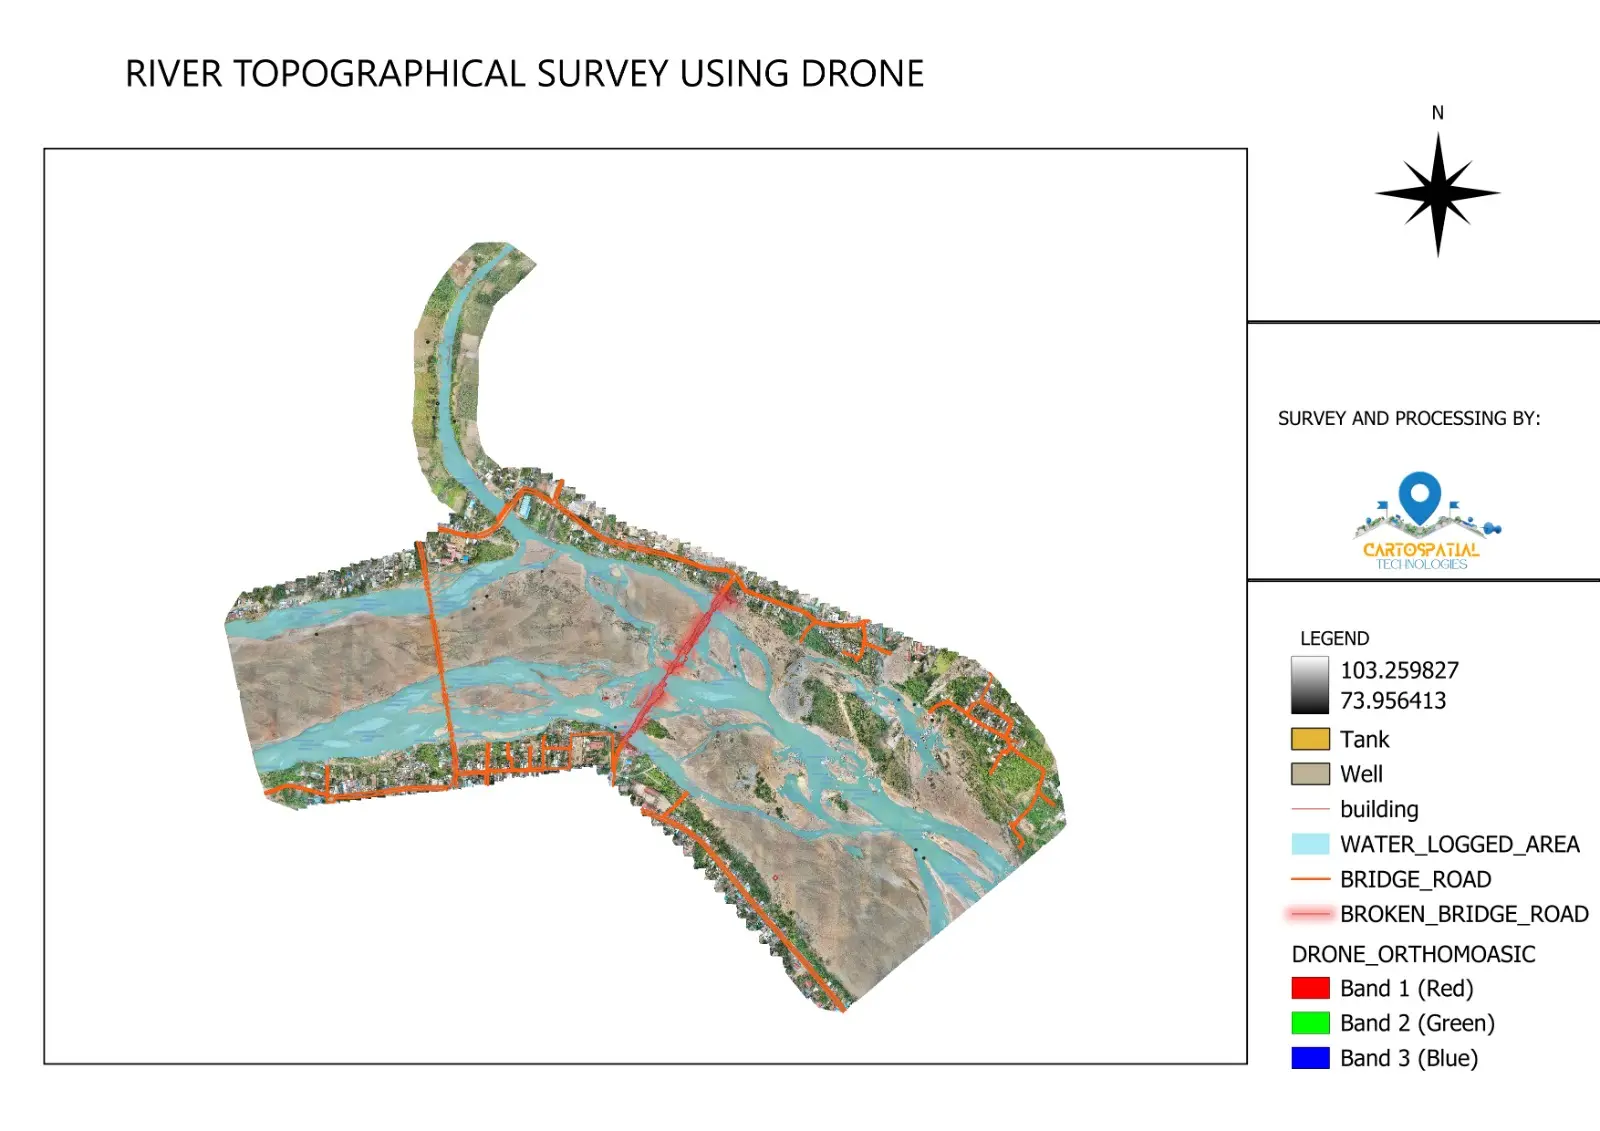 RIVER TOPOGRAPHICAL SURVEY USING DRONE
N
SURVEY AND PROCESSING BY:
CARTOSPATIAL
TECHNOLOGIES
LEGEND
103.259827
73.956413
Tank
Well
building
WATER_LOGGED_AREA
BRIDGE_ROAD
BROKEN_BRIDGE_ROAD
DRONE_ORTHOMOASIC
Band 1 (Red)
Band 2 (Green)
Band 3 (Blue)